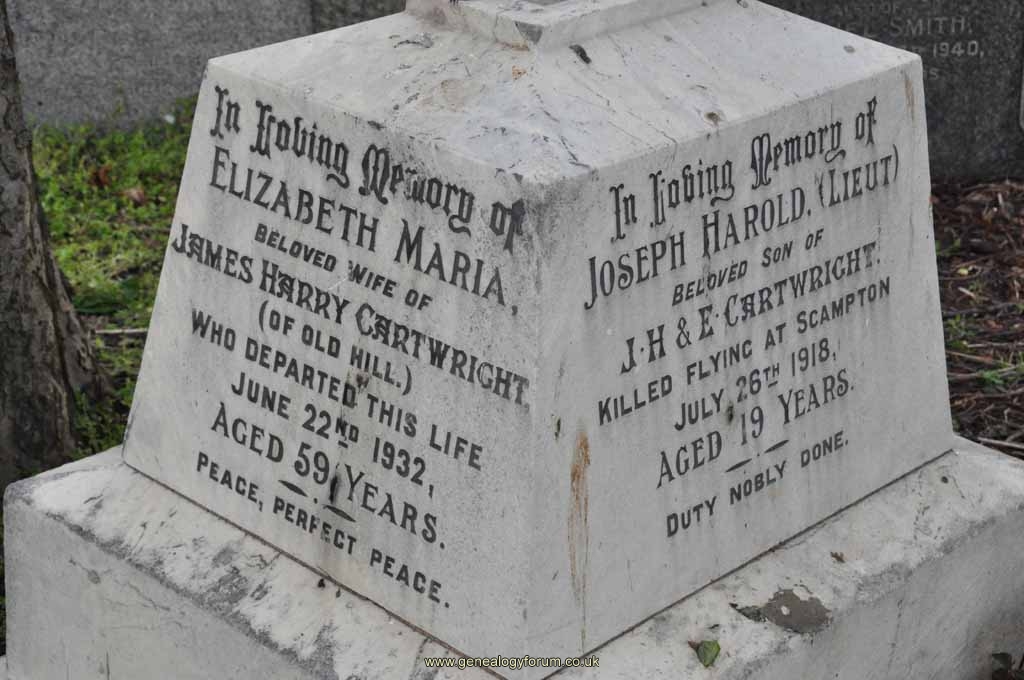 In Loving Memory of
ELIZABETH MARIA,
BELOVED WIFE OF
JAMES HARRY CARTWRIGHT,
(OF OLD HILL.)
WHO DEPARTED THIS LIFE
JUNE 22ND 1932,
AGED 59 YEARS.
PEACE, PERFECT PEACE.
In Loving Memory of
JOSEPH HAROLD, (LIEUT)
BELOVED SON OF
J.H & E. CARTWRIGHT.
KILLED FLYING AT SCAMPTON
JULY 26TH 1918,
AGED 19 YEARS.
DUTY NOBLY DONE.
SMITH,
1940,
www.genealogyforum.co.uk